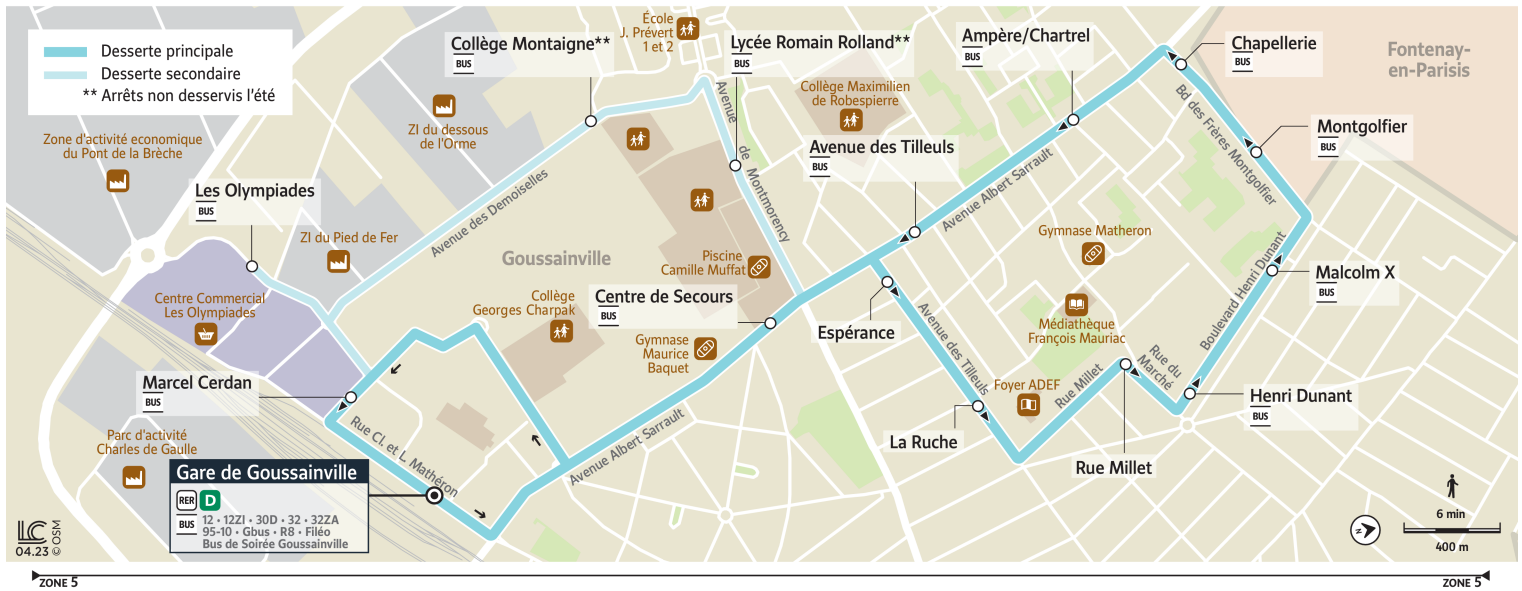 Desserte principale
Desserte secondaire
** Arrêts non desservis l'été
École
J. Prévert
1 et 2
Collège Montaigne**
BUS
Lycée Romain Rolland**
BUS
Ampère/Chartrel
BUS
Chapellerie
BUS
Fontenay-
en-Parisis
Collège Maximilien
de Robespierre
ZI du dessous
de l'Orme
Zone d'activité economique
du Pont de la Brèche
Avenue
de Montmorency
Bd des Frères Montgolfier
Montgolfier
BUS
Avenue des Tilleuls
BUS
Les Olympiades
BUS
Avenue des Demoiselles
Avenue Albert Sarrault
ZI du Pied de Fer
Goussainville
Gymnase Matheron
Piscine
Camille Muffat
Boulevard Henri Dunant
Malcolm X
BUS
Centre Commercial
Les Olympiades
Collège
Georges Charpak
Centre de Secours
BUS
Espérance
Médiathèque
François Mauriac
Gymnase
Maurice
Baquet
Avenue des Tilleuls
Rue du
Marché
Rue Millet
Foyer ADEF
Marcel Cerdan
BUS
Henri Dunant
BUS
Rue Cl. et L. Mathéron
Avenue Albert Sarrault
La Ruche
Rue Millet
Parc d'activité
Charles de Gaulle
Gare de Goussainville
RER D
BUS
12 • 12ZI • 30D • 32 • 32ZA
95-10 • Gbus • R8 • Filéo
Bus de Soirée Goussainville
LC
04.23 © OSM
N
6 min
400 m
ZONE 5
ZONE 5